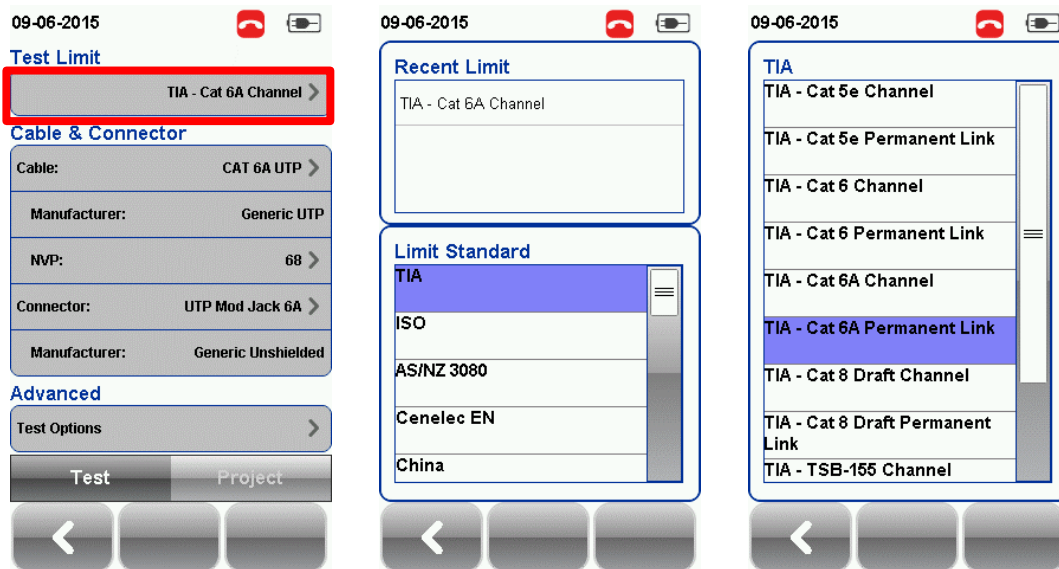 09-06-2015
Test Limit
TIA - Cat 6A Channel
Cable & Connector
Cable: CAT 6A UTP
Manufacturer: Generic UTP
NVP: 68
Connector: UTP Mod Jack 6A
Manufacturer: Generic Unshielded
Advanced
Test Options
Test Project
09-06-2015
Recent Limit
TIA - Cat 6A Channel
Limit Standard
TIA
ISO
AS/NZ 3080
Cenelec EN
China
09-06-2015
TIA
TIA - Cat 5e Channel
TIA - Cat 5e Permanent Link
TIA - Cat 6 Channel
TIA - Cat 6 Permanent Link
TIA - Cat 6A Channel
TIA - Cat 6A Permanent Link
TIA - Cat 8 Draft Channel
TIA - Cat 8 Draft Permanent
Link
TIA - TSB-155 Channel